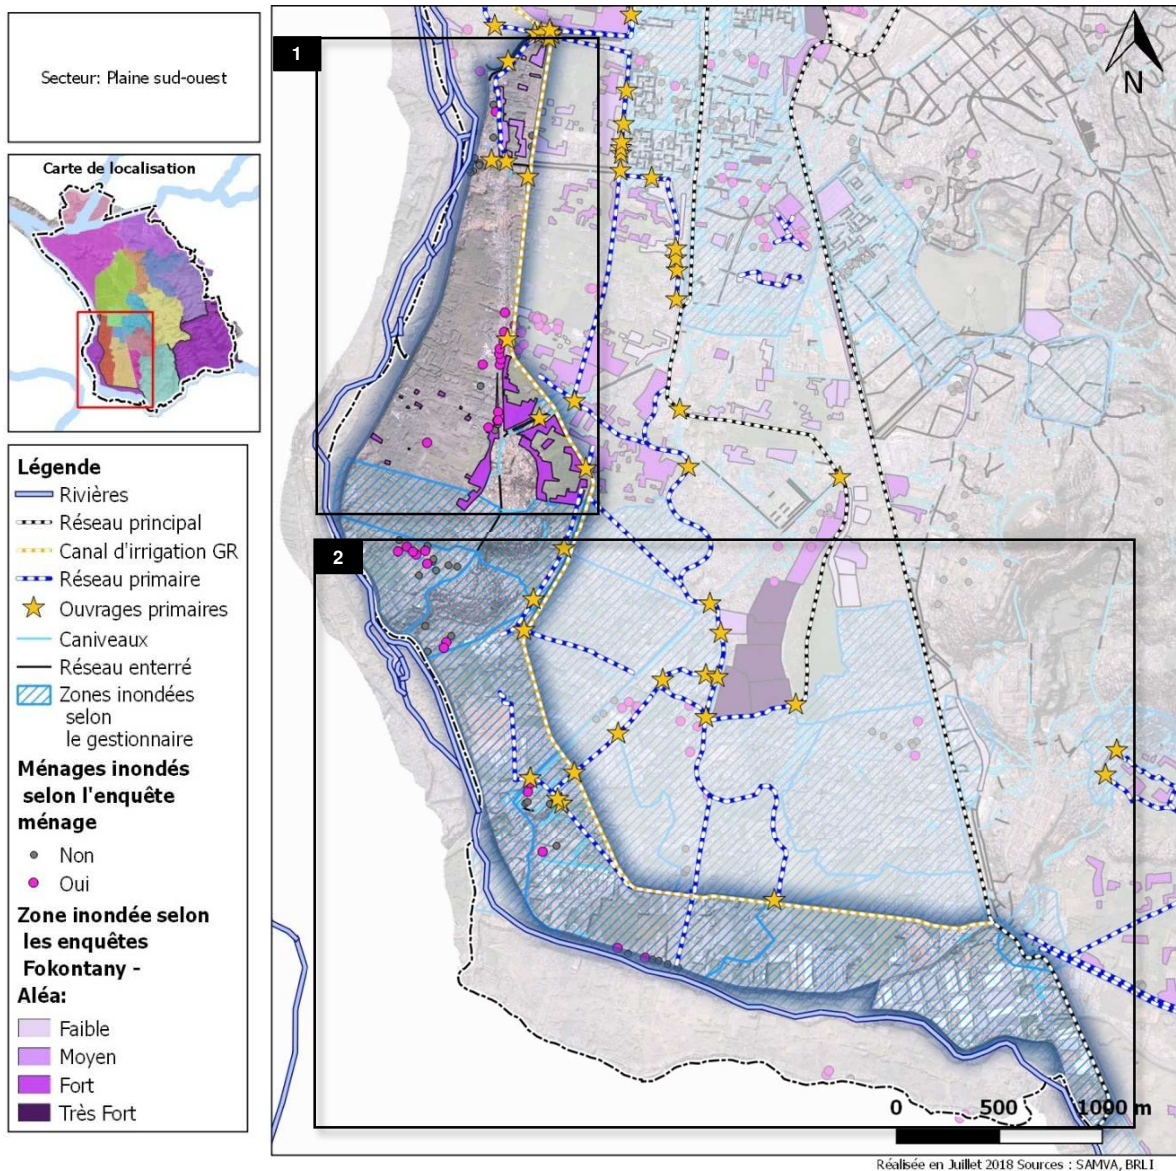 Secteur: Plaine sud-ouest
Carte de localisation
Légende
Rivières
Réseau principal
Canal d'irrigation GR
Réseau primaire
Ouvrages primaires
Caniveaux
Réseau enterré
Zones inondées
selon
le gestionnaire
Ménages inondés
selon l'enquête
ménage
Non
Oui
Zone inondée selon
les enquêtes
Fokontany -
Aléa:
Faible
Moyen
Fort
Très Fort
1
N
2
0 500 1000 m
Réalisée en Juillet 2018 Sources : SAMVA, BRLI